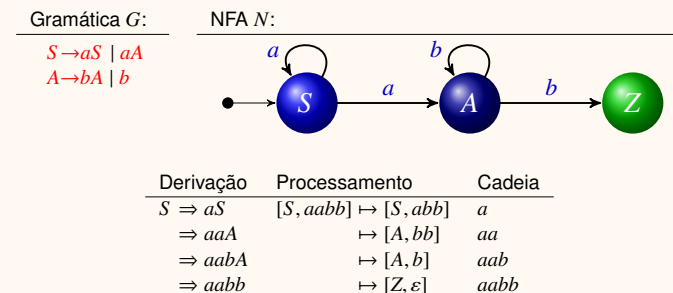 Gramática G: NFA N:
S→aS | aA
A→bA | b
a b
S a A b Z
Derivação Processamento Cadeia
S ⇒ aS [S, aabb] ↦ [S, abb] a
⇒ aaA ↦ [A, bb] aa
⇒ aabA ↦ [A, b] aab
⇒ aabb ↦ [Z, ε] aabb